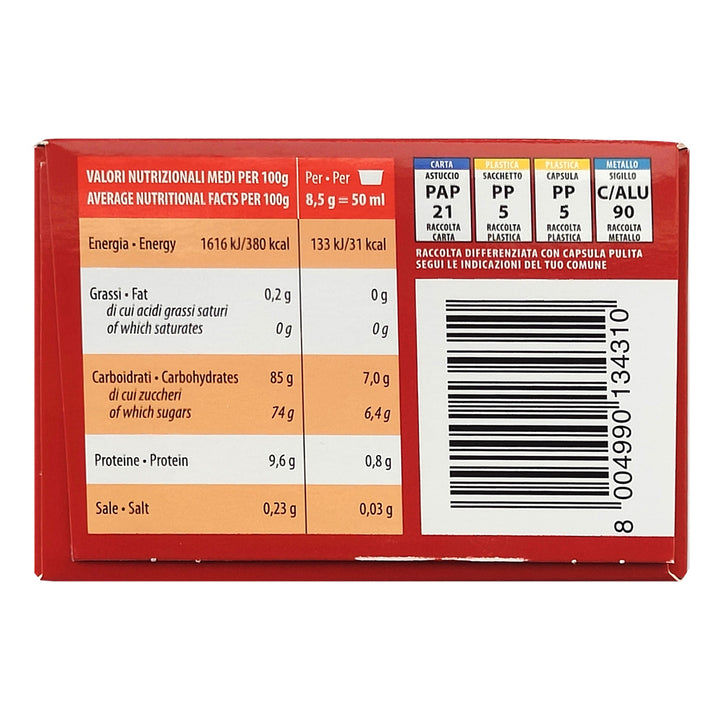 VALORI NUTRIZIONALI MEDI PER 100g Per • Per
AVERAGE NUTRITIONAL FACTS PER 100g 8,5 g = 50 ml
Energia • Energy 1616 kJ/380 kcal 133 kJ/31 kcal
Grassi • Fat 0,2 g 0 g
di cui acidi grassi saturi
of which saturates 0 g 0 g
Carboidrati • Carbohydrates 85 g 7,0 g
di cui zuccheri
of which sugars 74 g 6,4 g
Proteine • Protein 9,6 g 0,8 g
Sale • Salt 0,23 g 0,03 g
CARTA
ASTUCCIO
PAP
21
RACCOLTA
CARTA
PLASTICA
SACCHETTO
PP
5
RACCOLTA
PLASTICA
PLASTICA
CAPSULA
PP
5
RACCOLTA
PLASTICA
METALLO
SIGILLO
C/ALU
90
RACCOLTA
METALLO
RACCOLTA DIFFERENZIATA CON CAPSULA PULITA
SEGUI LE INDICAZIONI DEL TUO COMUNE
8 004990 134310